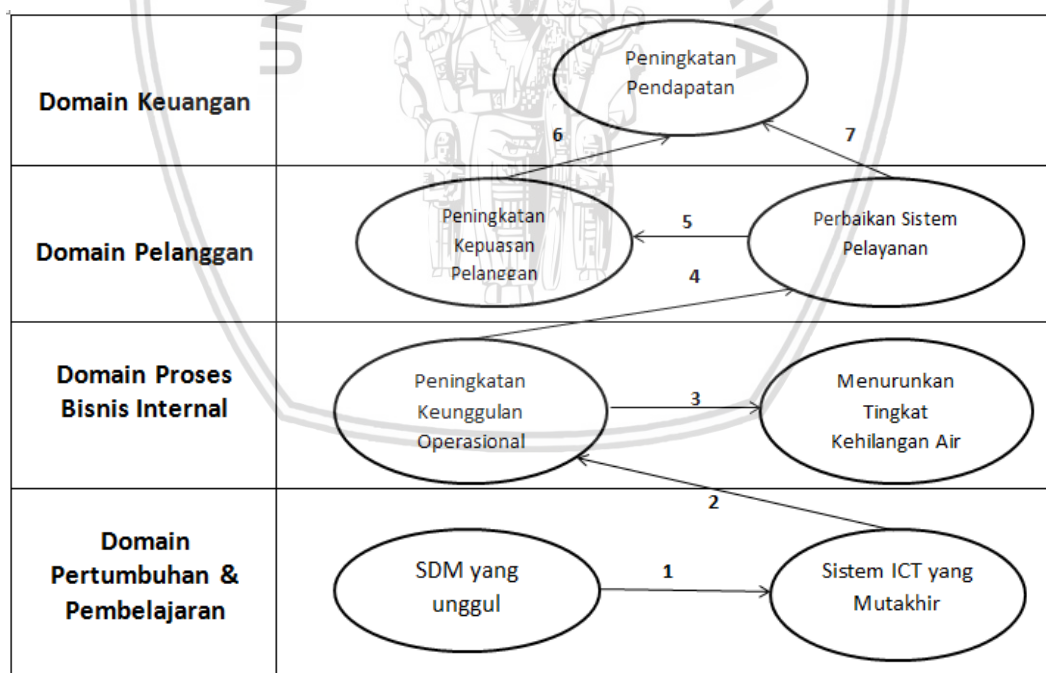 Domain Keuangan
Peningkatan
Pendapatan
6
7
Domain Pelanggan
Peningkatan
Kepuasan
Pelanggan
5
Perbaikan Sistem
Pelayanan
4
Domain Proses
Bisnis Internal
Peningkatan
Keunggulan
Operasional
3
Menurunkan
Tingkat
Kehilangan Air
2
Domain
Pertumbuhan &
Pembelajaran
SDM yang
unggul
1
Sistem ICT yang
Mutakhir